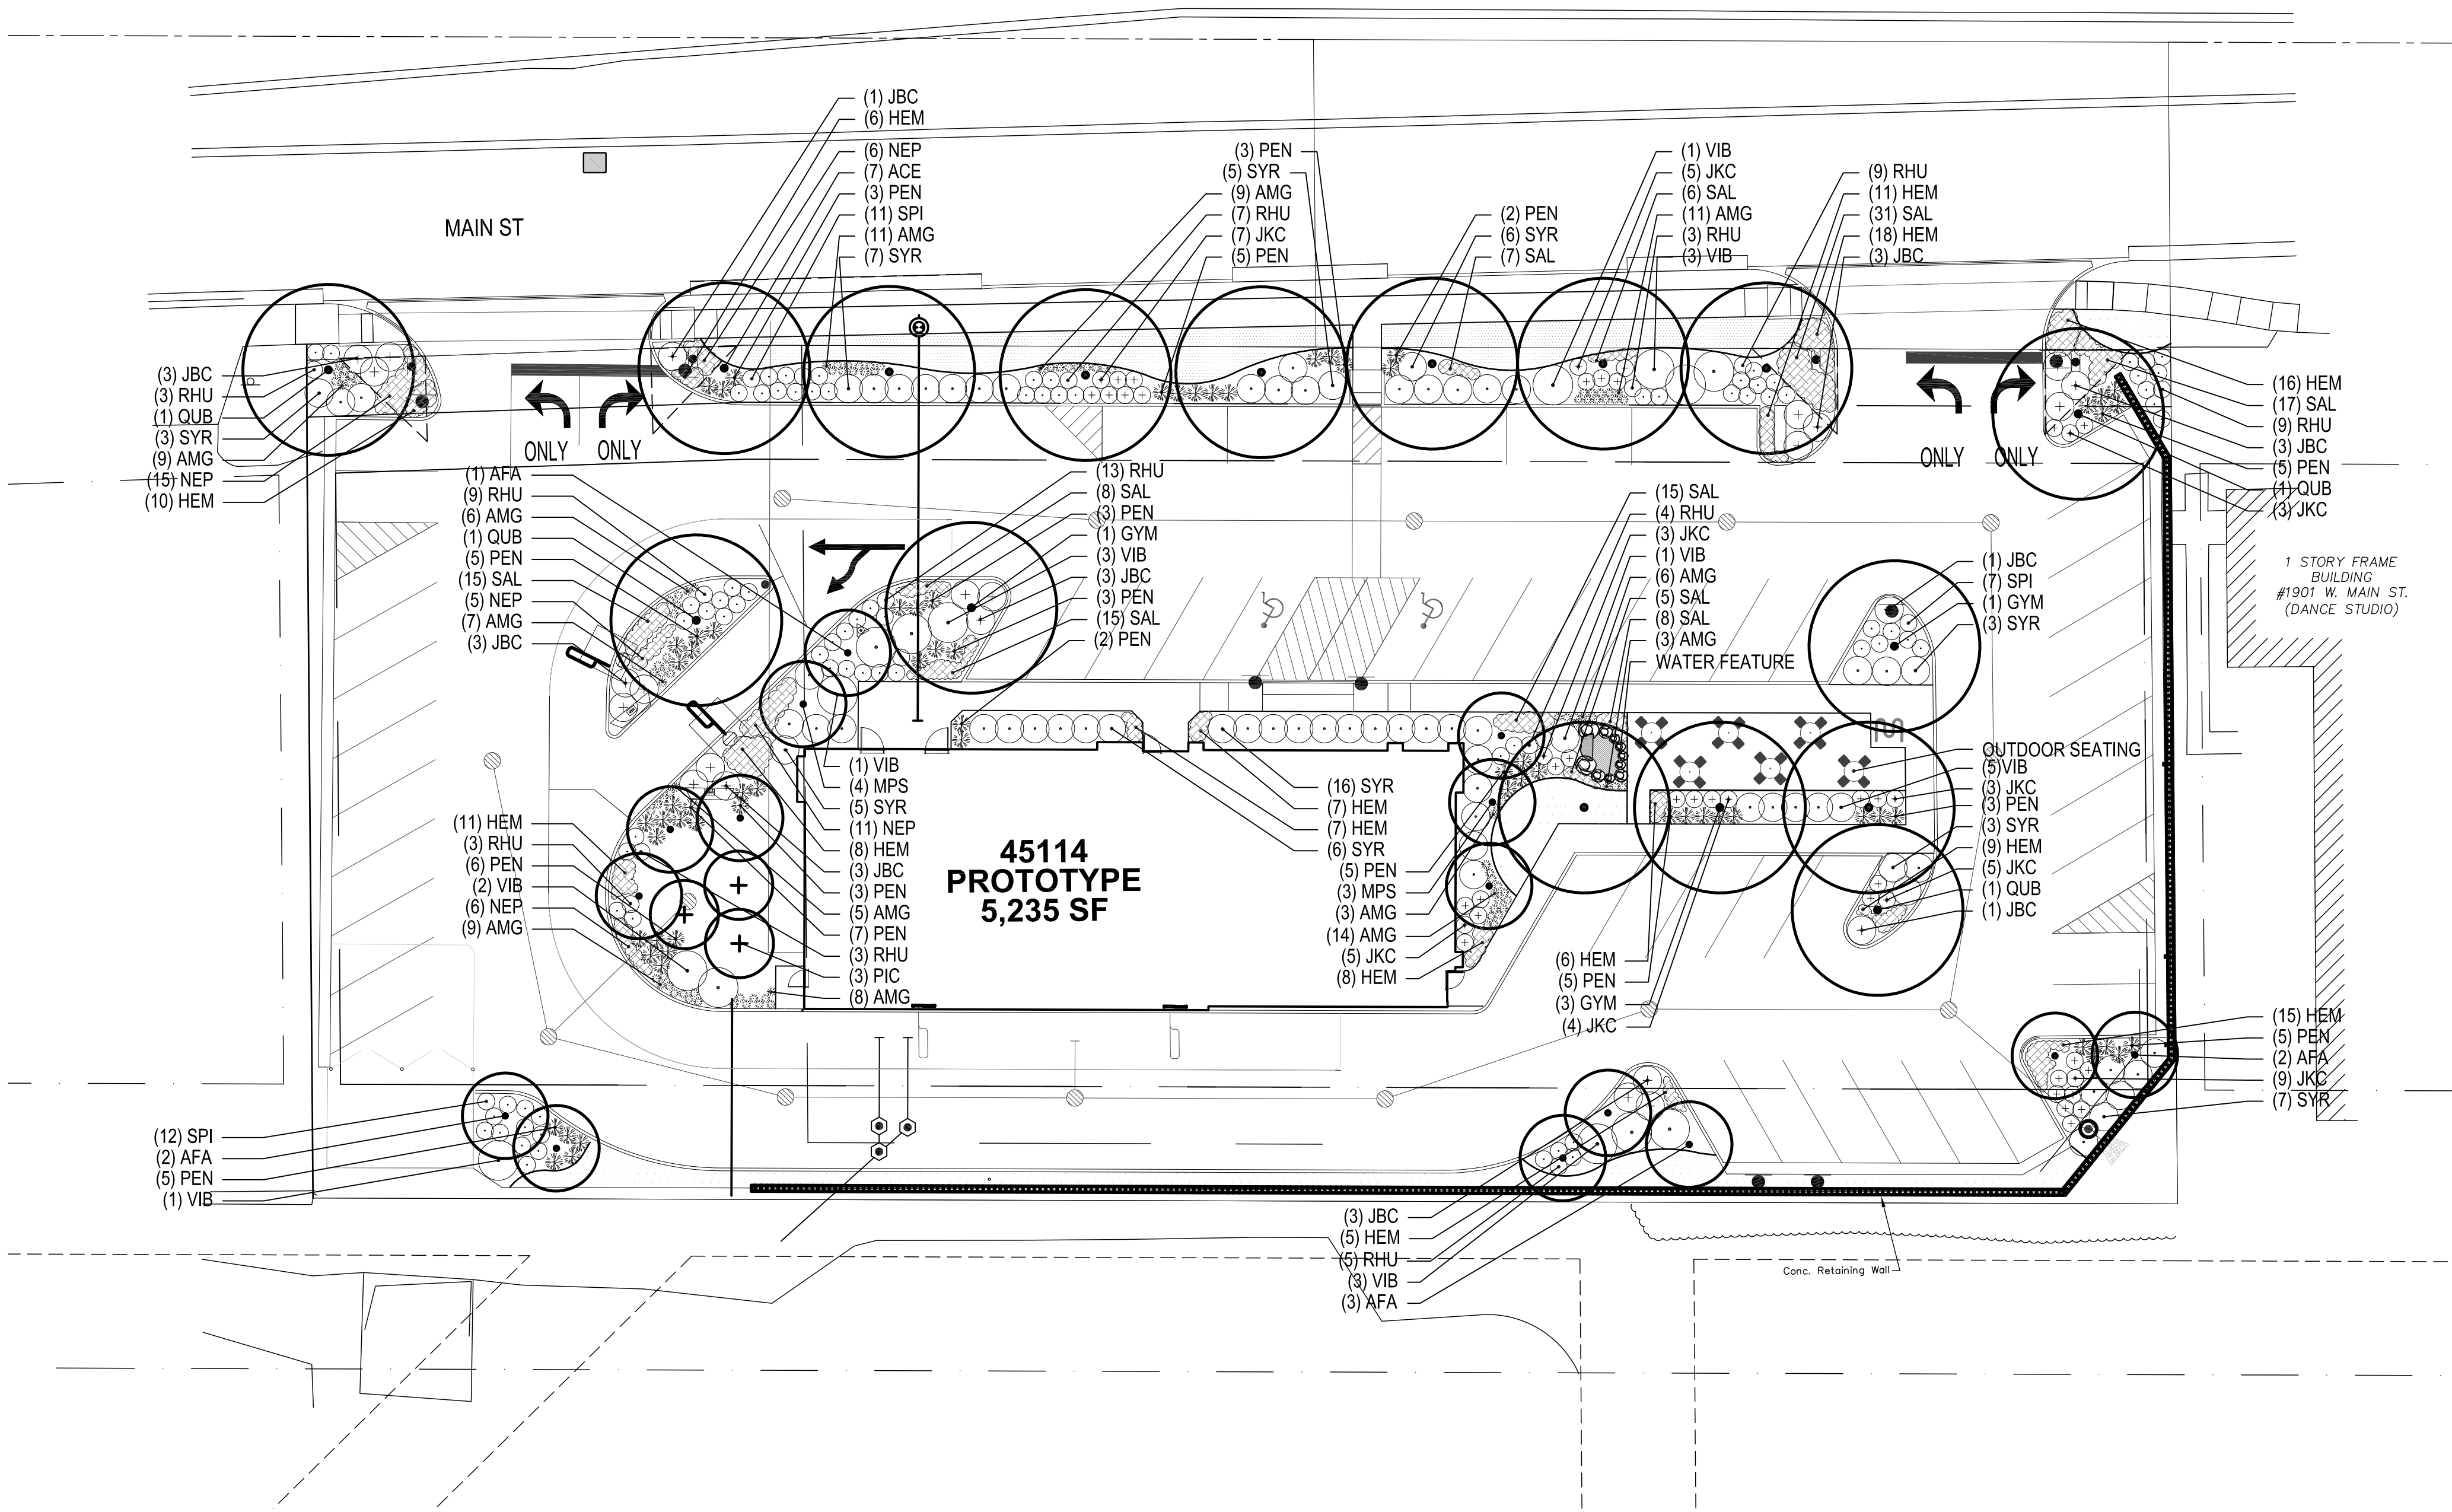 (1) JBC
(6) HEM
(6) NEP
(7) ACE
(3) PEN
(11) SPI
(11) AMG
(7) SYR
(3) PEN
(5) SYR
(9) AMG
(7) RHU
(7) JKC
(5) PEN
(2) PEN
(6) SYR
(7) SAL
(1) VIB
(5) JKC
(6) SAL
(11) AMG
(3) RHU
(3) VIB
(9) RHU
(11) HEM
(31) SAL
(18) HEM
(3) JBC
MAIN ST
(3) JBC
(3) RHU
(1) QUB
(3) SYR
(9) AMG
(15) NEP
(10) HEM
ONLY
ONLY
ONLY
ONLY
(16) HEM
(17) SAL
(9) RHU
(3) JBC
(5) PEN
(1) QUB
(3) JKC
(1) AFA
(9) RHU
(6) AMG
(1) QUB
(5) PEN
(15) SAL
(5) NEP
(7) AMG
(3) JBC
(13) RHU
(8) SAL
(3) PEN
(1) GYM
(3) VIB
(3) JBC
(3) PEN
(15) SAL
(2) PEN
(15) SAL
(4) RHU
(3) JKC
(1) VIB
(6) AMG
(5) SAL
(8) SAL
(3) AMG
WATER FEATURE
(1) JBC
(7) SPI
(1) GYM
(3) SYR
1 STORY FRAME
BUILDING
#1901 W. MAIN ST.
(DANCE STUDIO)
OUTDOOR SEATING
(5)VIB
(3) JKC
(3) PEN
(3) SYR
(9) HEM
(5) JKC
(1) QUB
(1) JBC
(1) VIB
(4) MPS
(5) SYR
(11) NEP
(8) HEM
(3) JBC
(3) PEN
(5) AMG
(7) PEN
(3) RHU
(3) PIC
(8) AMG
(11) HEM
(3) RHU
(6) PEN
(2) VIB
(6) NEP
(9) AMG
45114
PROTOTYPE
5,235 SF
(16) SYR
(7) HEM
(7) HEM
(6) SYR
(5) PEN
(3) MPS
(3) AMG
(14) AMG
(5) JKC
(8) HEM
(6) HEM
(5) PEN
(3) GYM
(4) JKC
(15) HEM
(5) PEN
(2) AFA
(9) JKC
(7) SYR
(12) SPI
(2) AFA
(5) PEN
(1) VIB
(3) JBC
(5) HEM
(5) RHU
(3) VIB
(3) AFA
Conc. Retaining Wall